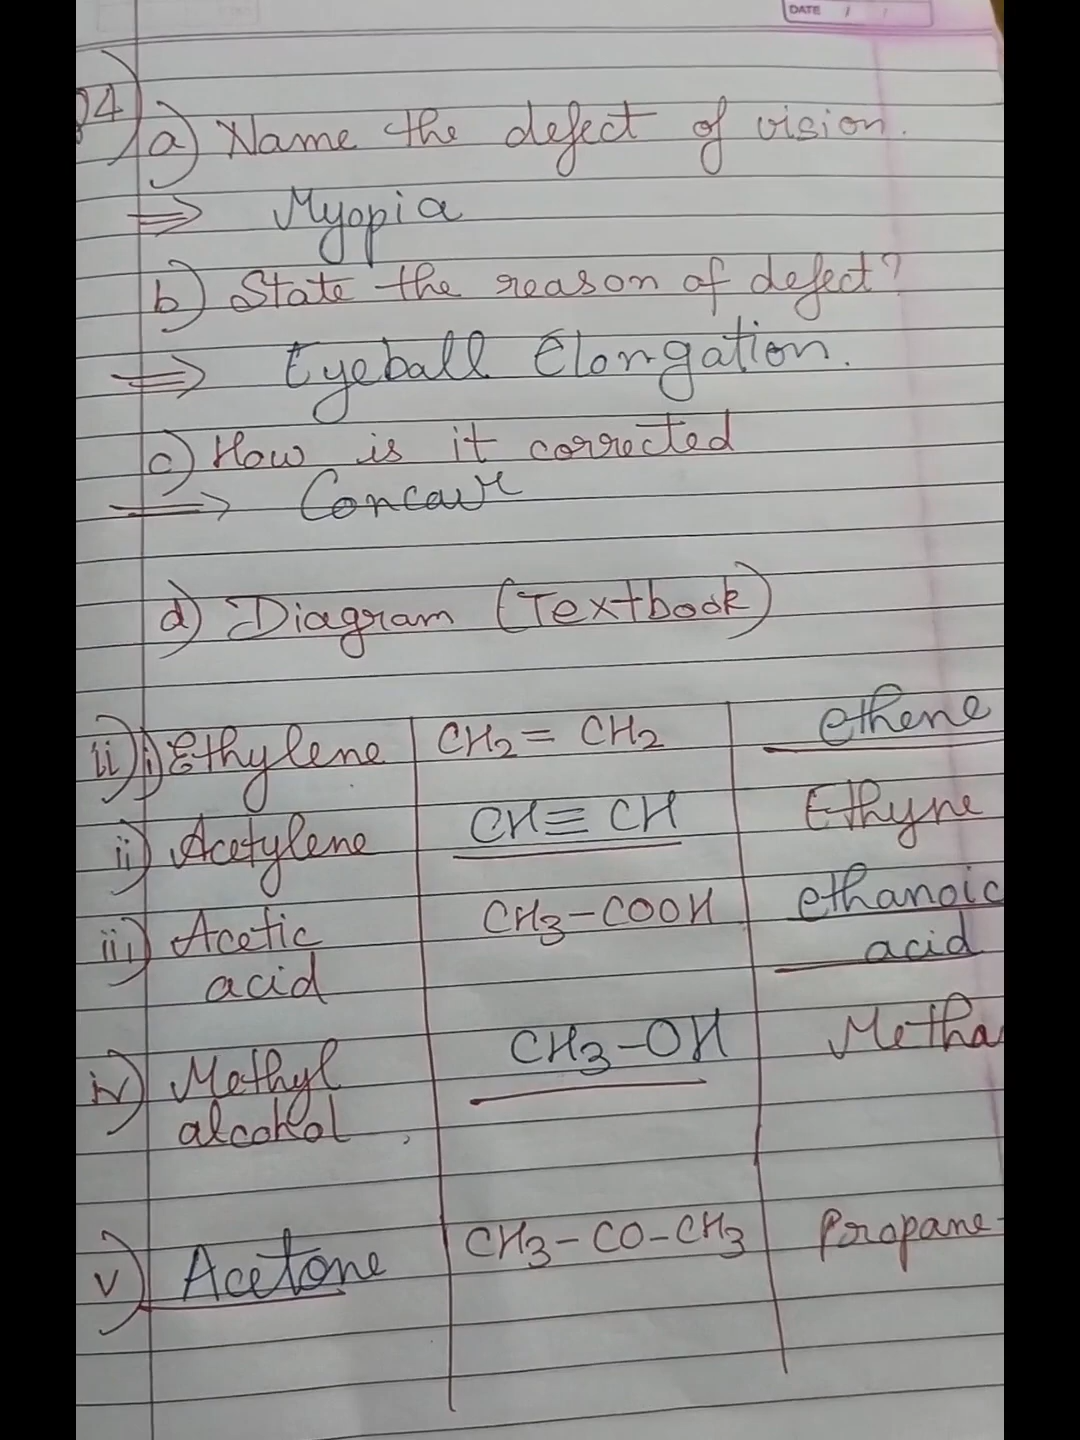 DATE / /
Q4)
a) Name the defect of vision.
⇒ Myopia
b) State the reason of defect?
⇒ Eyeball Elongation.
c) How is it corrected
⇒ Concave
d) Diagram (Textbook)
ii) i) Ethylene CH2 = CH2 ethene
ii) Acetylene CH ≡ CH Ethyne
iii) Acetic CH3-COOH ethanoic
acid acid
iv) Methyl CH3-OH Metha
alcohol
v) Acetone CH3-CO-CH3 Propane-